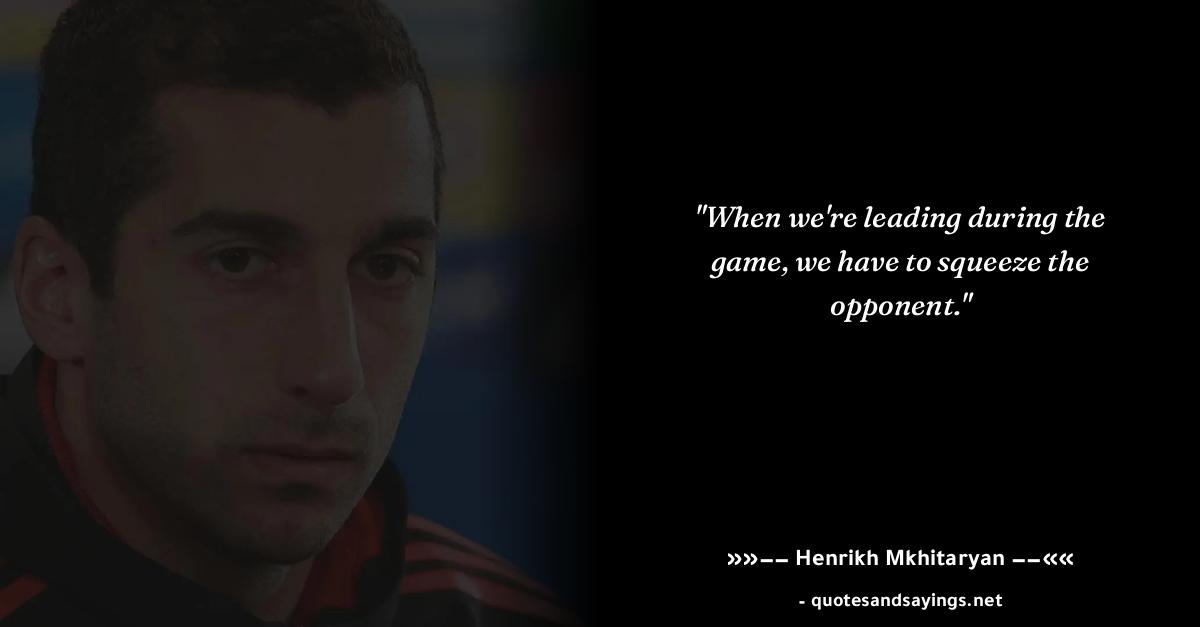 "When we're leading during the
game, we have to squeeze the
opponent."
»»−− Henrikh Mkhitaryan −−««
- quotesandsayings.net